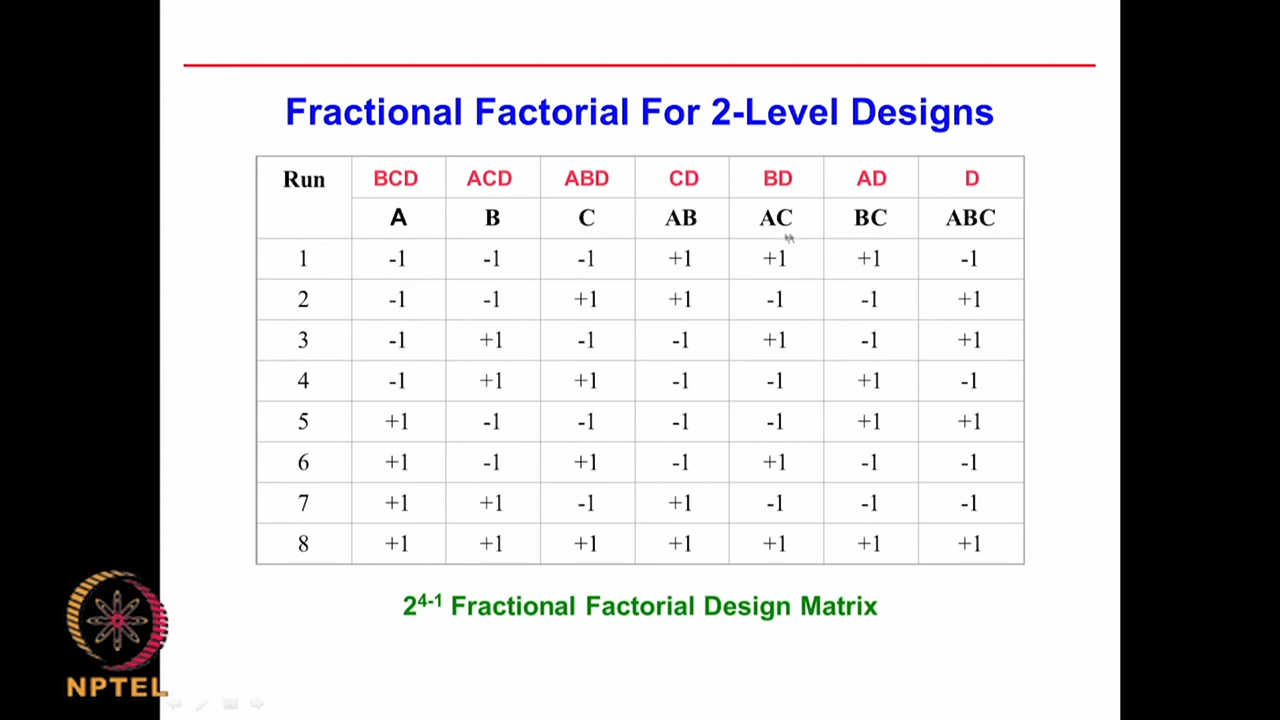 Fractional Factorial For 2-Level Designs
Run BCD ACD ABD CD BD AD D
A B C AB AC BC ABC
1 -1 -1 -1 +1 +1 +1 -1
2 -1 -1 +1 +1 -1 -1 +1
3 -1 +1 -1 -1 +1 -1 +1
4 -1 +1 +1 -1 -1 +1 -1
5 +1 -1 -1 -1 -1 +1 +1
6 +1 -1 +1 -1 +1 -1 -1
7 +1 +1 -1 +1 -1 -1 -1
8 +1 +1 +1 +1 +1 +1 +1
2⁴⁻¹ Fractional Factorial Design Matrix
NPTEL